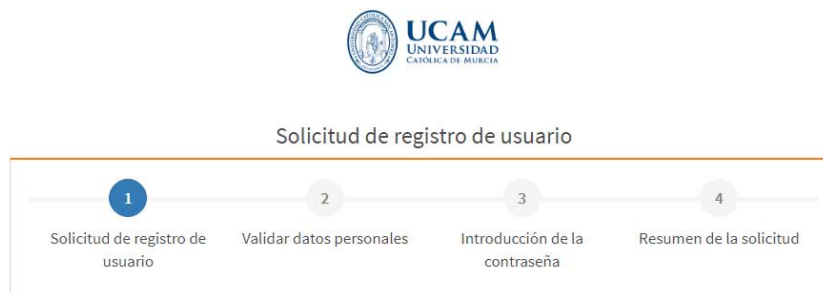 UCAM
UNIVERSIDAD
CATÓLICA DE MURCIA
Solicitud de registro de usuario
1
2
3
4
Solicitud de registro de
usuario
Validar datos personales
Introducción de la
contraseña
Resumen de la solicitud